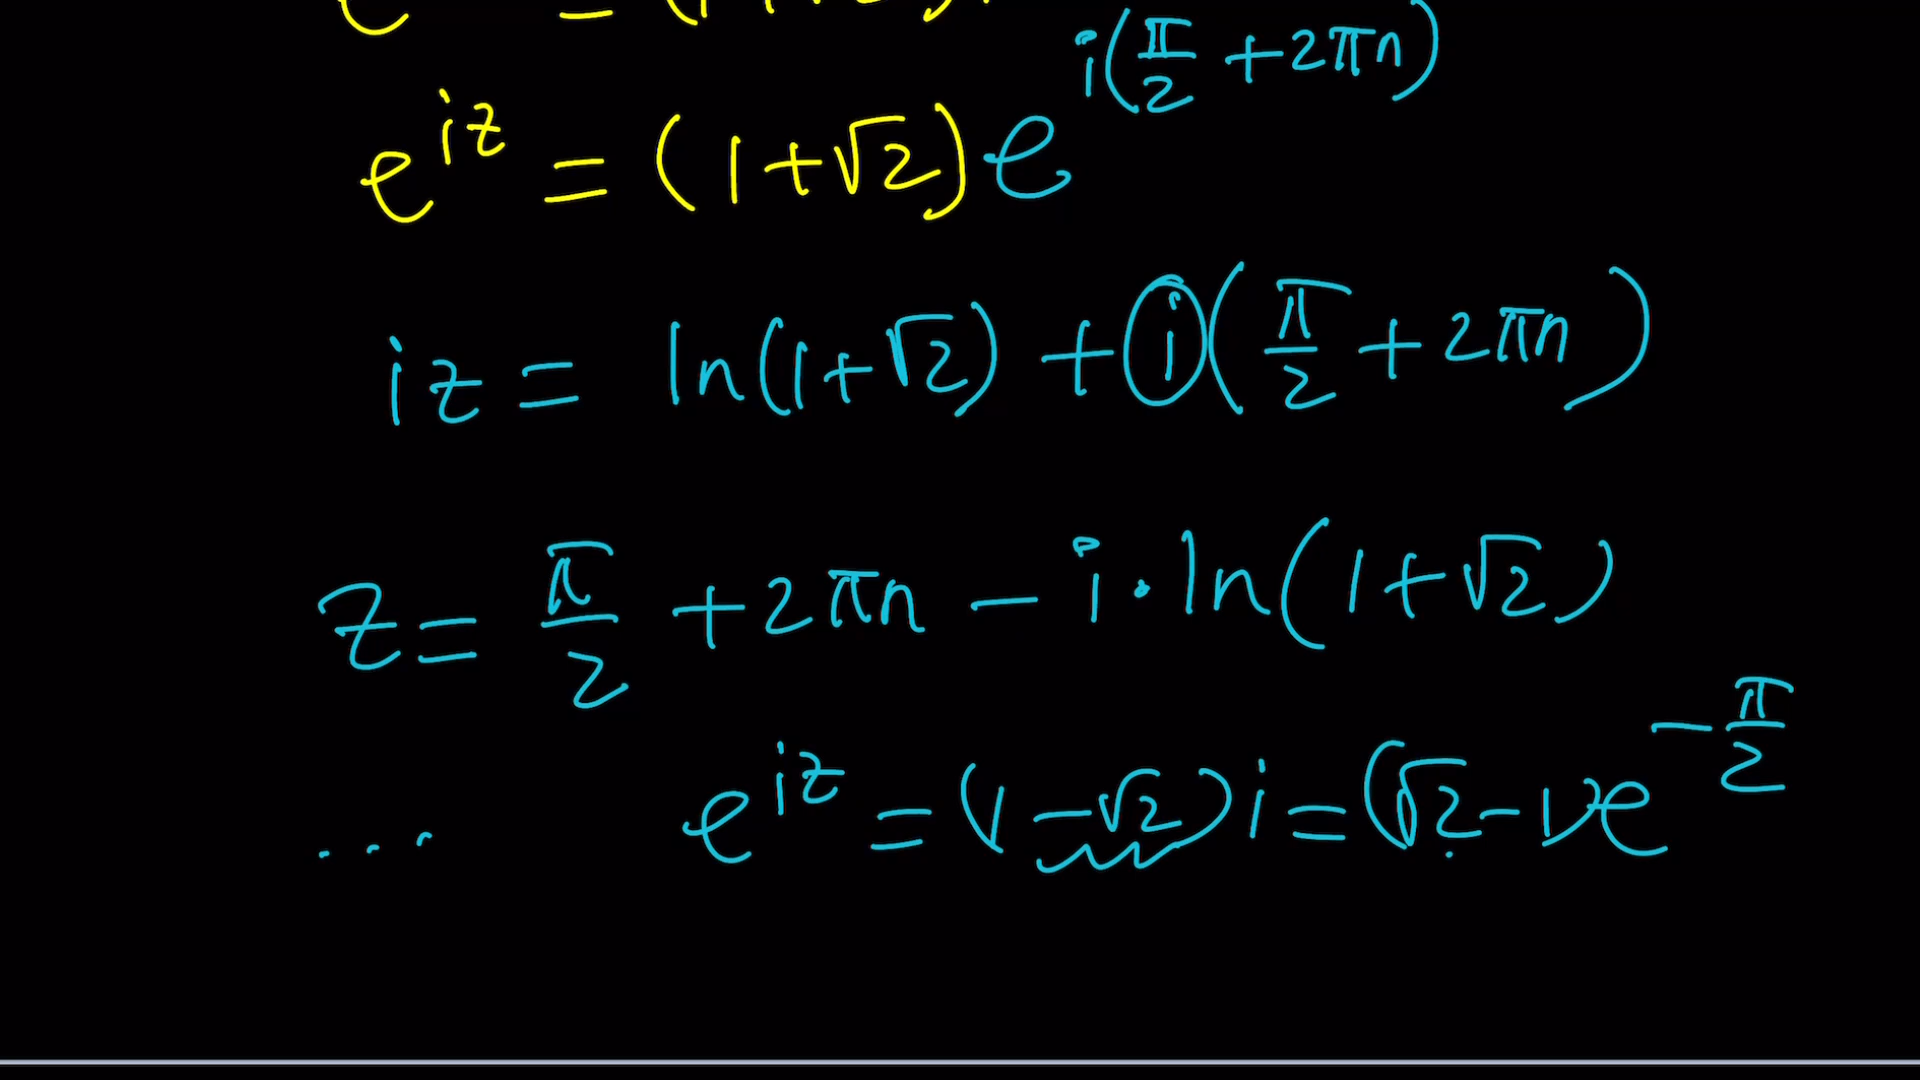 e^{iz} = (1+√2) e^{i(π/2 + 2πn)}
iz = ln(1+√2) + i(π/2 + 2πn)
z = π/2 + 2πn − i·ln(1+√2)
... e^{iz} = (1−√2)i = (√2−1)e^{−π/2}